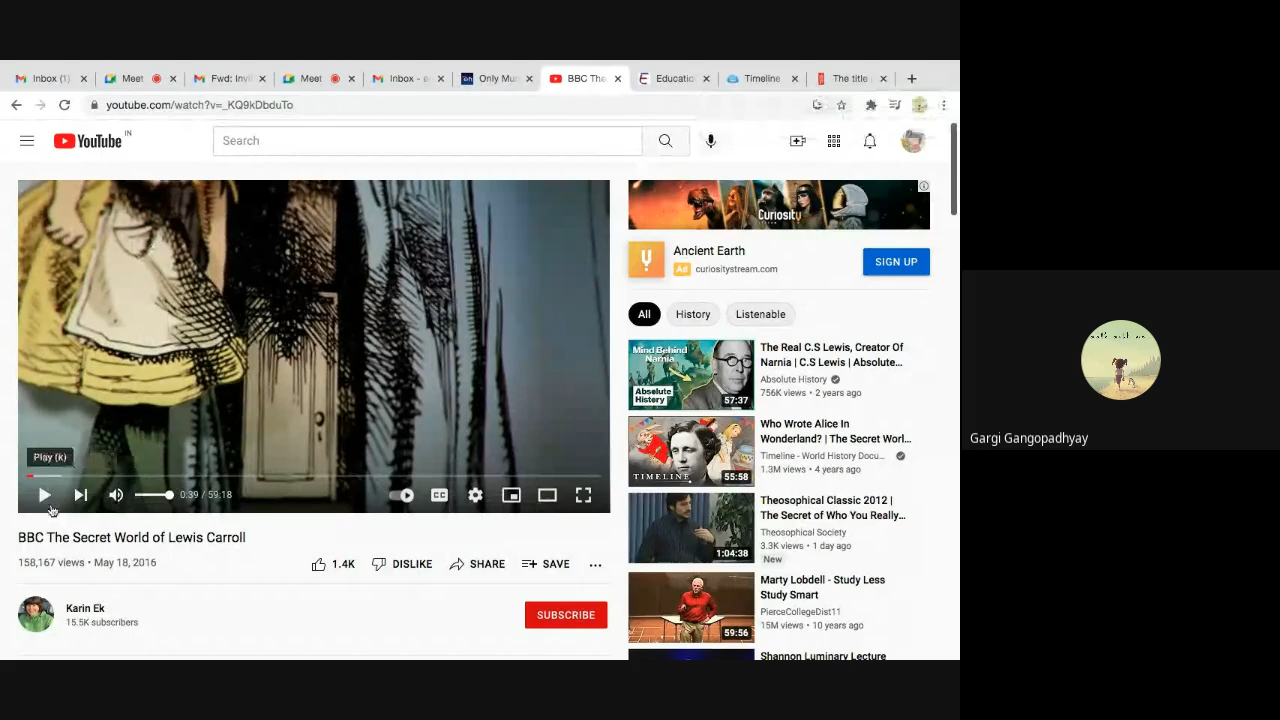 Inbox (1)
Meet
Fwd: Invi
Meet
Inbox - e
Only Mur
BBC The
Educatio
Timeline
The title
youtube.com/watch?v=_KQ9kDbduTo
YouTube IN
Search
Curiosity
Ancient Earth
Ad curiositystream.com
SIGN UP
All
History
Listenable
Mind Behind
Narnia
Absolute
History
57:37
The Real C.S Lewis, Creator Of
Narnia | C.S Lewis | Absolute...
Absolute History
756K views • 2 years ago
TIMELINE
55:58
Who Wrote Alice In
Wonderland? | The Secret Worl...
Timeline - World History Docu...
1.3M views • 4 years ago
1:04:38
Theosophical Classic 2012 |
The Secret of Who You Really...
Theosophical Society
3.3K views • 1 day ago
New
59:56
Marty Lobdell - Study Less
Study Smart
PierceCollegeDist11
15M views • 10 years ago
Shannon Luminary Lecture
Play (k)
0:39 / 59:18
CC
BBC The Secret World of Lewis Carroll
158,167 views • May 18, 2016
1.4K
DISLIKE
SHARE
SAVE
Karin Ek
15.5K subscribers
SUBSCRIBE
Gargi Gangopadhyay